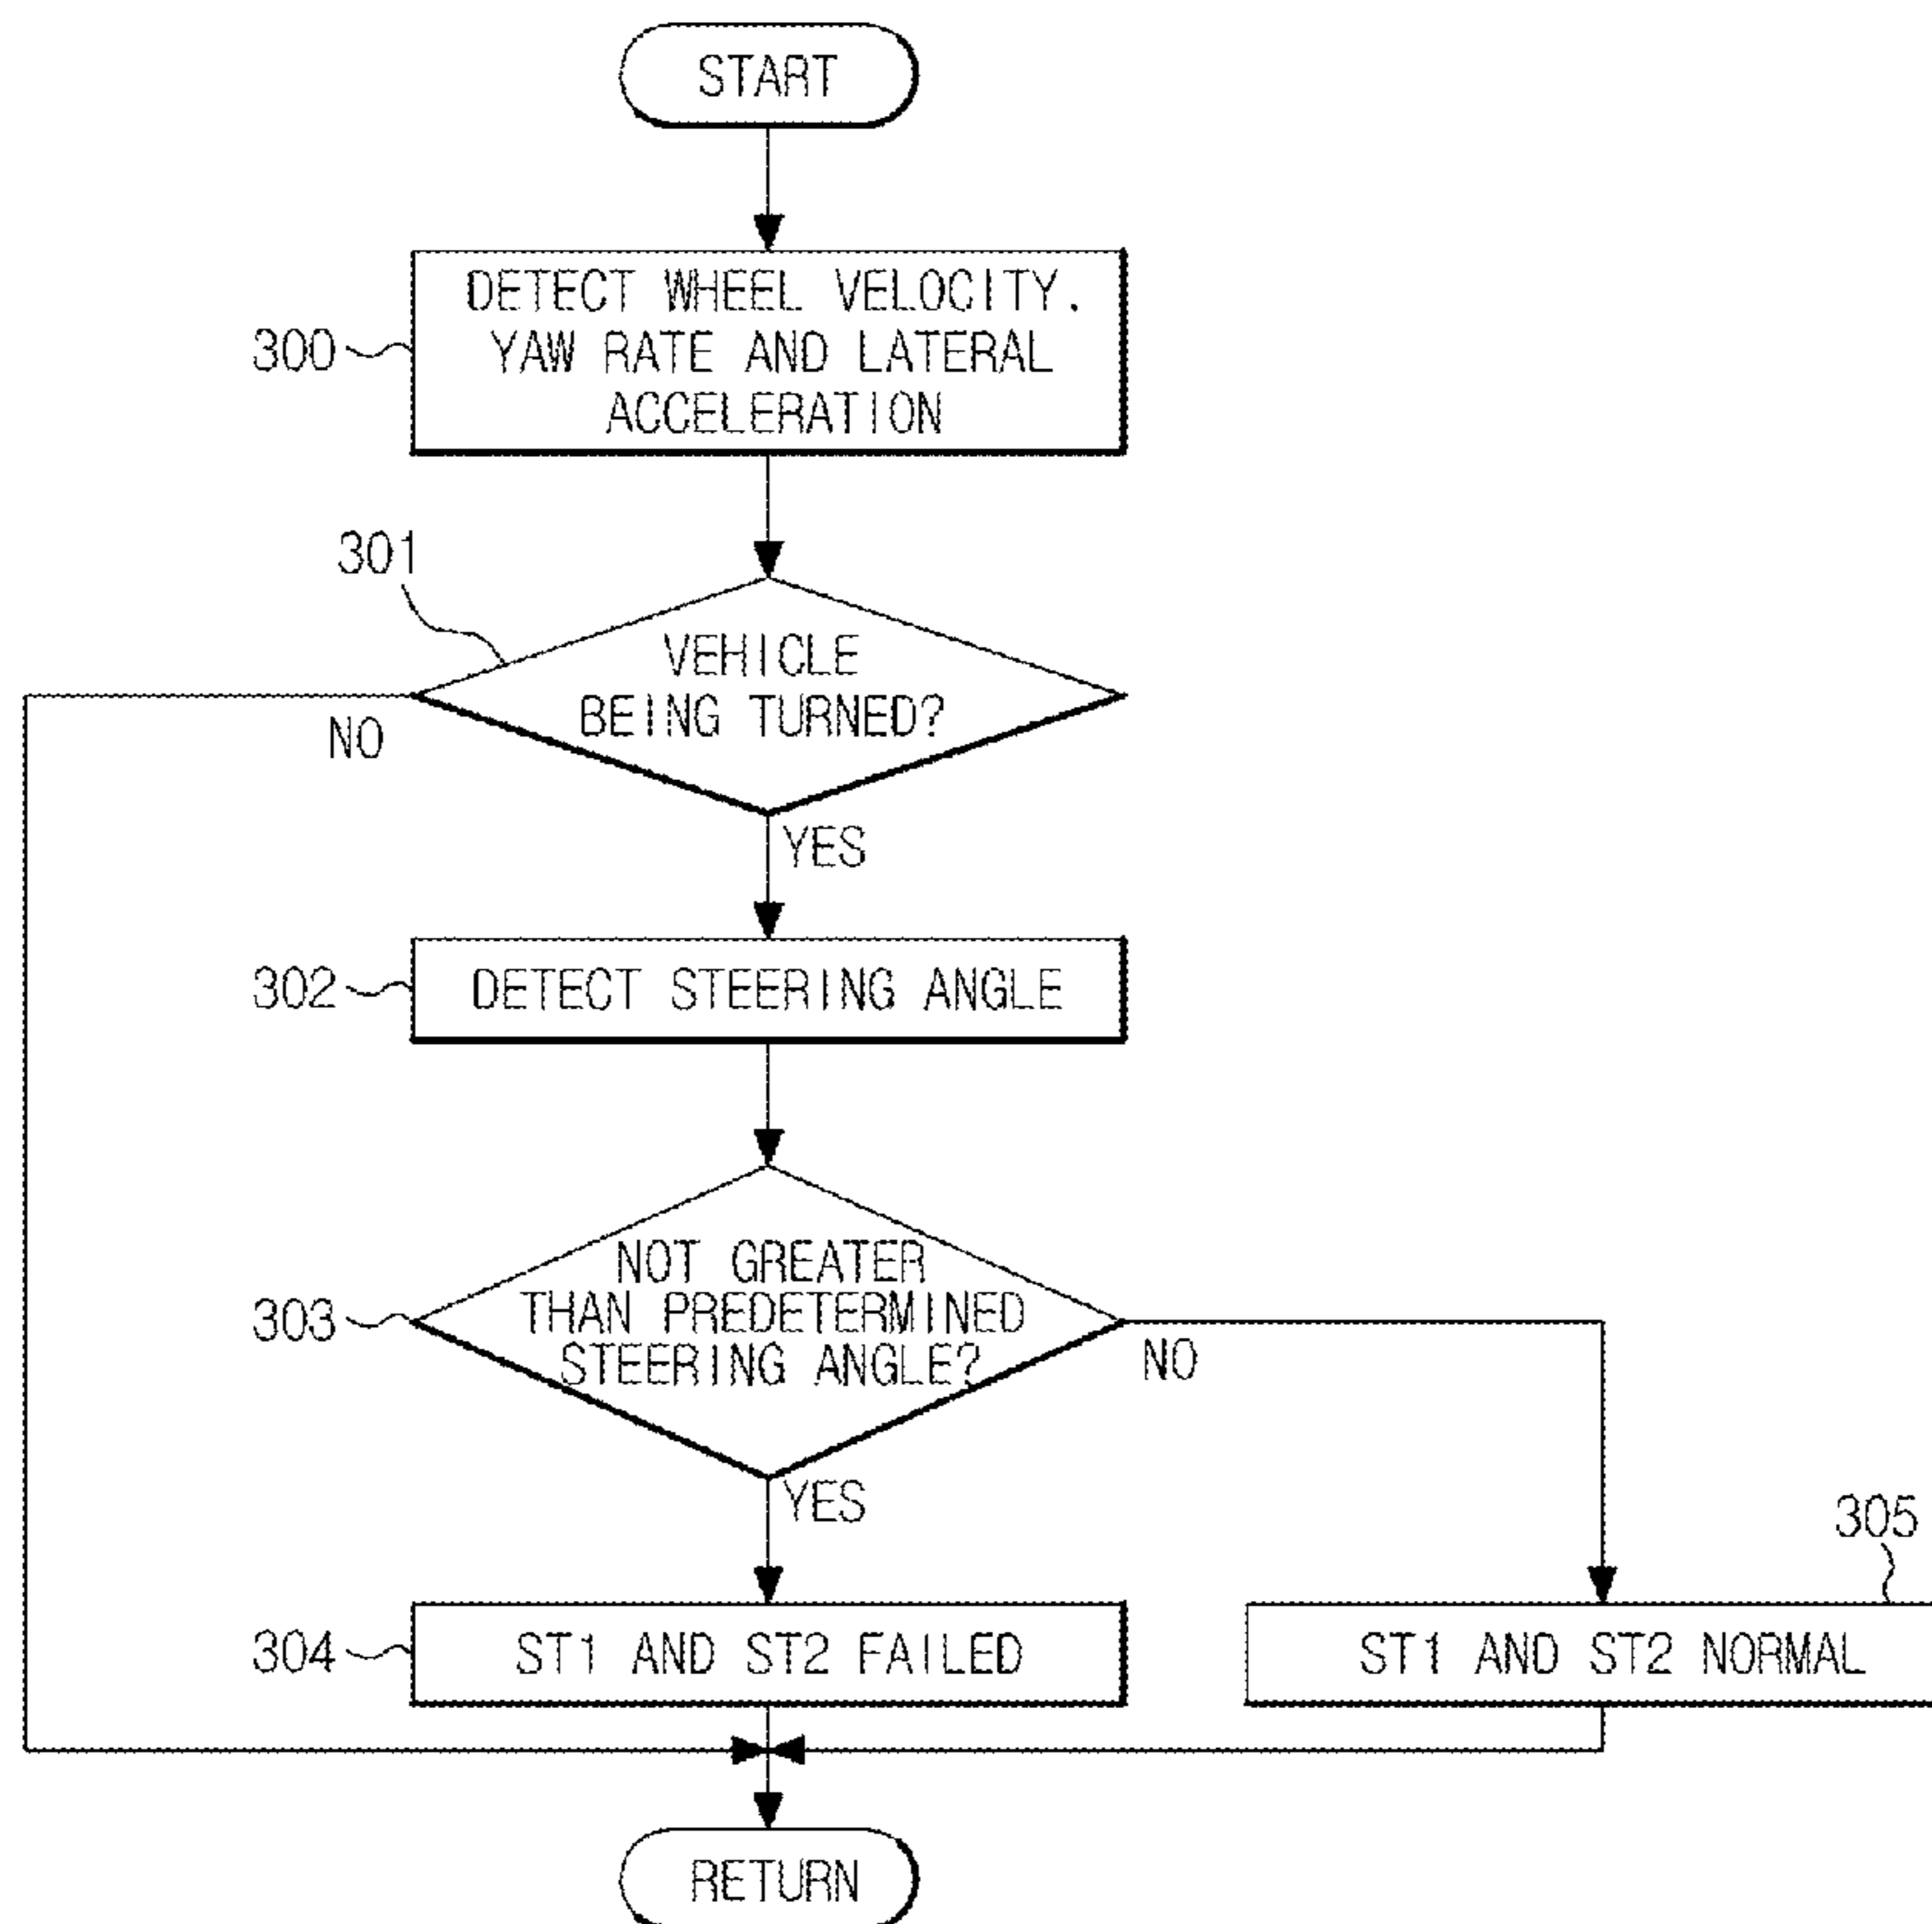 START
DETECT WHEEL VELOCITY.
YAW RATE AND LATERAL
ACCELERATION
300
301
VEHICLE
BEING TURNED?
NO
YES
302
DETECT STEERING ANGLE
NOT GREATER
THAN PREDETERMINED
STEERING ANGLE?
303
NO
YES
305
304
ST1 AND ST2 FAILED
ST1 AND ST2 NORMAL
RETURN